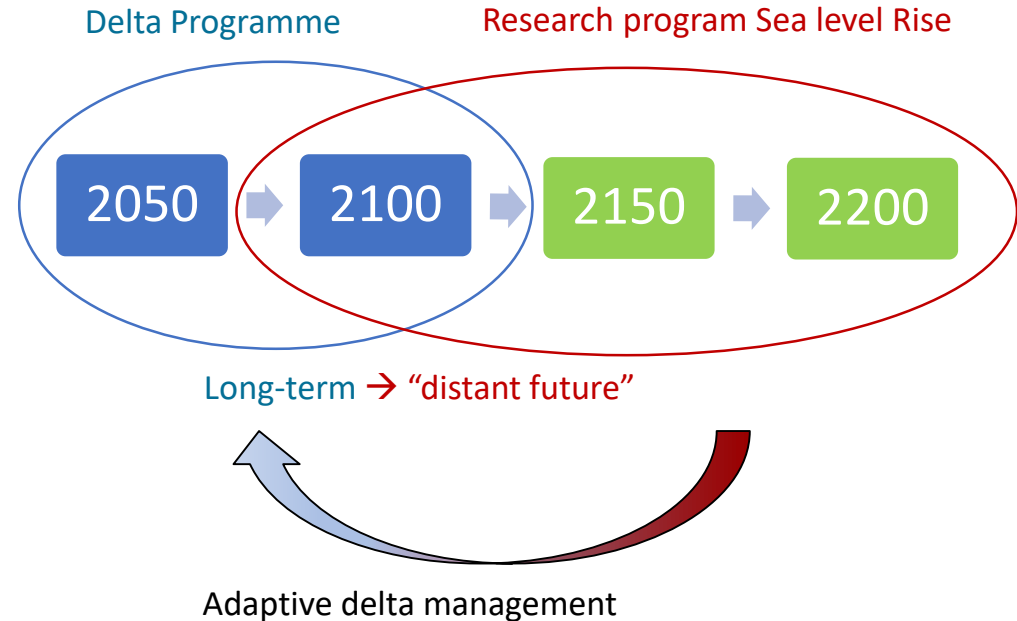 Delta Programme
Research program Sea level Rise
2050
2100
2150
2200
Long-term → “distant future”
Adaptive delta management